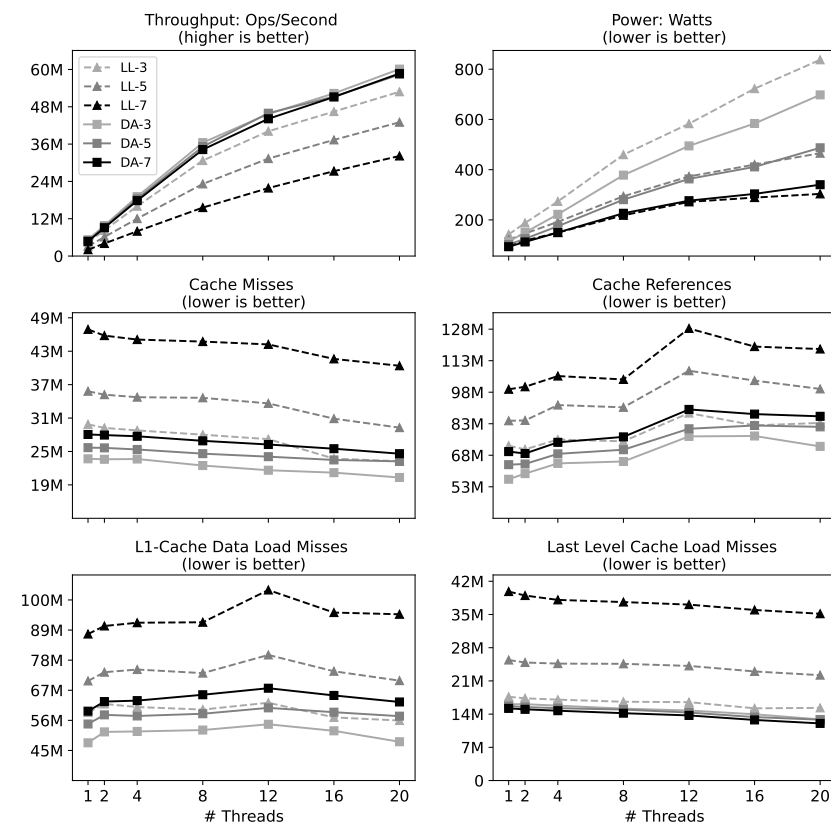 Throughput: Ops/Second
(higher is better)
60M
48M
36M
24M
12M
0
LL-3
LL-5
LL-7
DA-3
DA-5
DA-7
Power: Watts
(lower is better)
800
600
400
200
Cache Misses
(lower is better)
49M
43M
37M
31M
25M
19M
Cache References
(lower is better)
128M
113M
98M
83M
68M
53M
L1-Cache Data Load Misses
(lower is better)
100M
89M
78M
67M
56M
45M
1 2 4 8 12 16 20
# Threads
Last Level Cache Load Misses
(lower is better)
42M
35M
28M
21M
14M
7M
0
1 2 4 8 12 16 20
# Threads